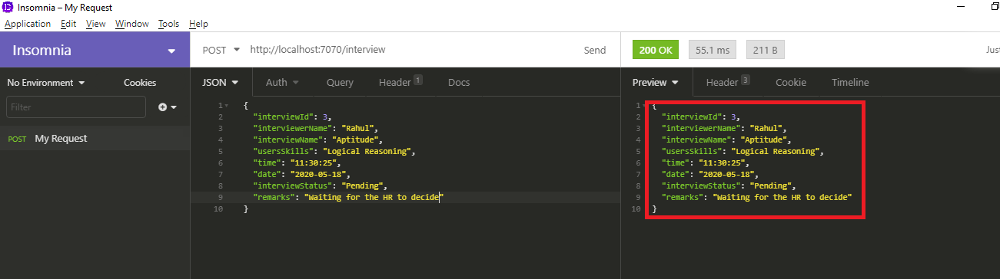 Insomnia – My Request
Application Edit View Window Tools Help
Insomnia
POST http://localhost:7070/interview Send
200 OK 55.1 ms 211 B Just
No Environment Cookies
JSON Auth Query Header 1 Docs
Preview Header 3 Cookie Timeline
Filter
POST My Request
1 {
2 "interviewId": 3,
3 "interviewerName": "Rahul",
4 "interviewName": "Aptitude",
5 "usersSkills": "Logical Reasoning",
6 "time": "11:30:25",
7 "date": "2020-05-18",
8 "interviewStatus": "Pending",
9 "remarks": "Waiting for the HR to decide"
10 }
1 {
2 "interviewId": 3,
3 "interviewerName": "Rahul",
4 "interviewName": "Aptitude",
5 "usersSkills": "Logical Reasoning",
6 "time": "11:30:25",
7 "date": "2020-05-18",
8 "interviewStatus": "Pending",
9 "remarks": "Waiting for the HR to decide"
10 }